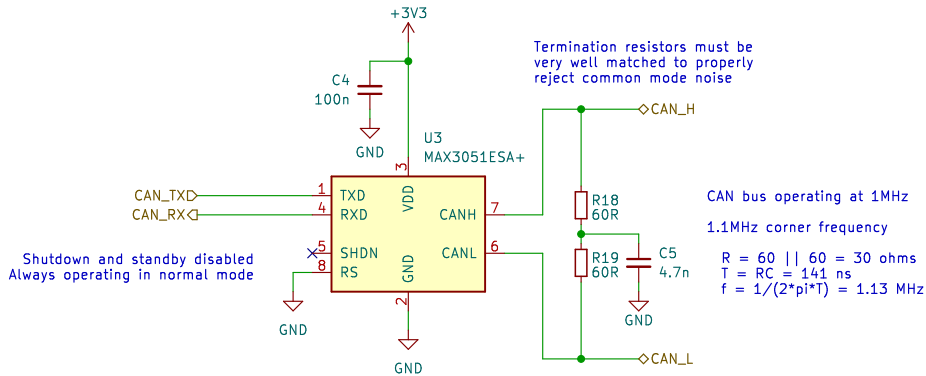 +3V3
Termination resistors must be
very well matched to properly
reject common mode noise
C4
100n
GND
CAN_H
U3
MAX3051ESA+
3
VDD
CAN_TX
1
TXD
CAN_RX
4
RXD
CANH
7
R18
60R
CAN bus operating at 1MHz
1.1MHz corner frequency
R = 60 || 60 = 30 ohms
T = RC = 141 ns
f = 1/(2*pi*T) = 1.13 MHz
Shutdown and standby disabled
Always operating in normal mode
5
SHDN
8
RS
CANL
6
R19
60R
C5
4.7n
GND
GND
2
GND
GND
CAN_L
GND